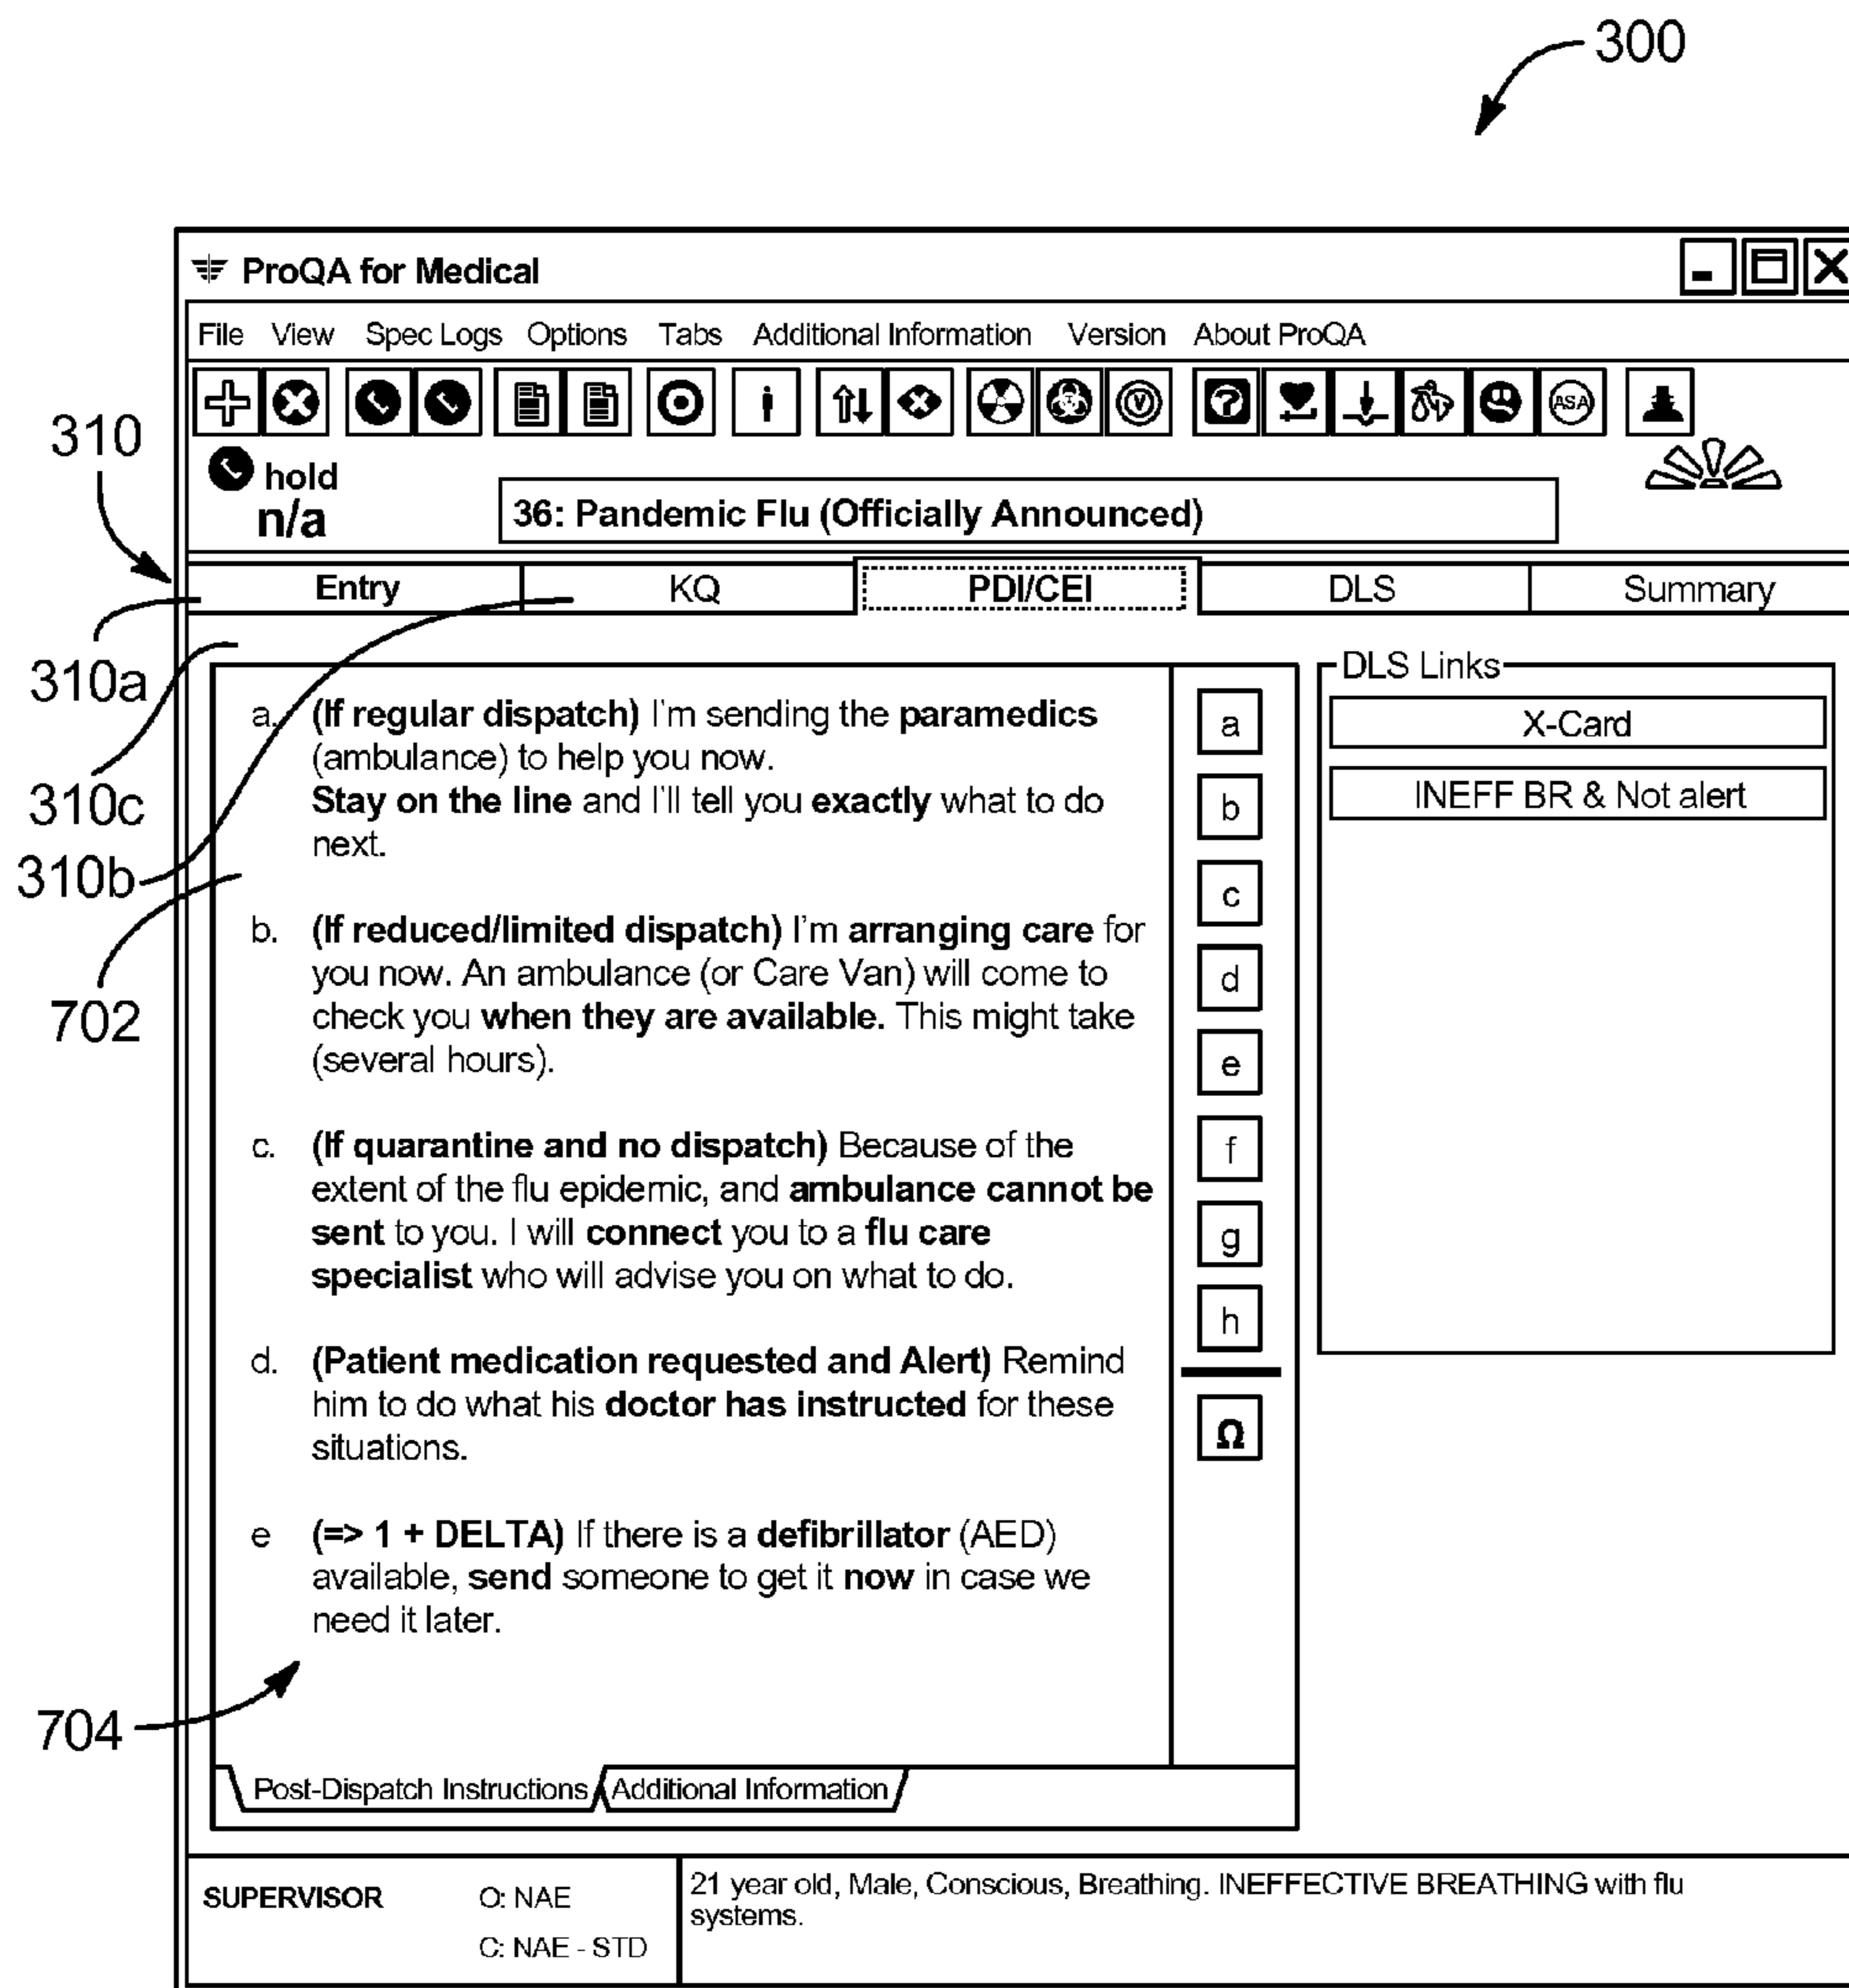 300
ProQA for Medical
File View Spec Logs Options Tabs Additional Information Version About ProQA
V ? ASA
hold
n/a
36: Pandemic Flu (Officially Announced)
310
Entry KQ PDI/CEI DLS Summary
310a
310c
310b
702
704
a. (If regular dispatch) I'm sending the paramedics
(ambulance) to help you now.
Stay on the line and I'll tell you exactly what to do
next.
b. (If reduced/limited dispatch) I'm arranging care for
you now. An ambulance (or Care Van) will come to
check you when they are available. This might take
(several hours).
c. (If quarantine and no dispatch) Because of the
extent of the flu epidemic, and ambulance cannot be
sent to you. I will connect you to a flu care
specialist who will advise you on what to do.
d. (Patient medication requested and Alert) Remind
him to do what his doctor has instructed for these
situations.
e (=> 1 + DELTA) If there is a defibrillator (AED)
available, send someone to get it now in case we
need it later.
a
b
c
d
e
f
g
h
Ω
DLS Links
X-Card
INEFF BR & Not alert
Post-Dispatch Instructions Additional Information
SUPERVISOR O: NAE
C: NAE - STD
21 year old, Male, Conscious, Breathing. INEFFECTIVE BREATHING with flu
systems.